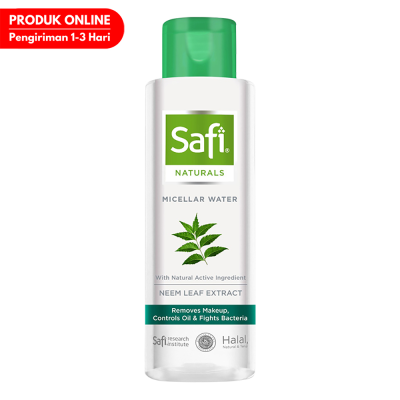 PRODUK ONLINE
Pengiriman 1-3 Hari
Safi®
NATURALS
MICELLAR WATER
With Natural Active Ingredient
NEEM LEAF EXTRACT
Removes Makeup,
Controls Oil & Fights Bacteria
Safi research
institute
Halal,